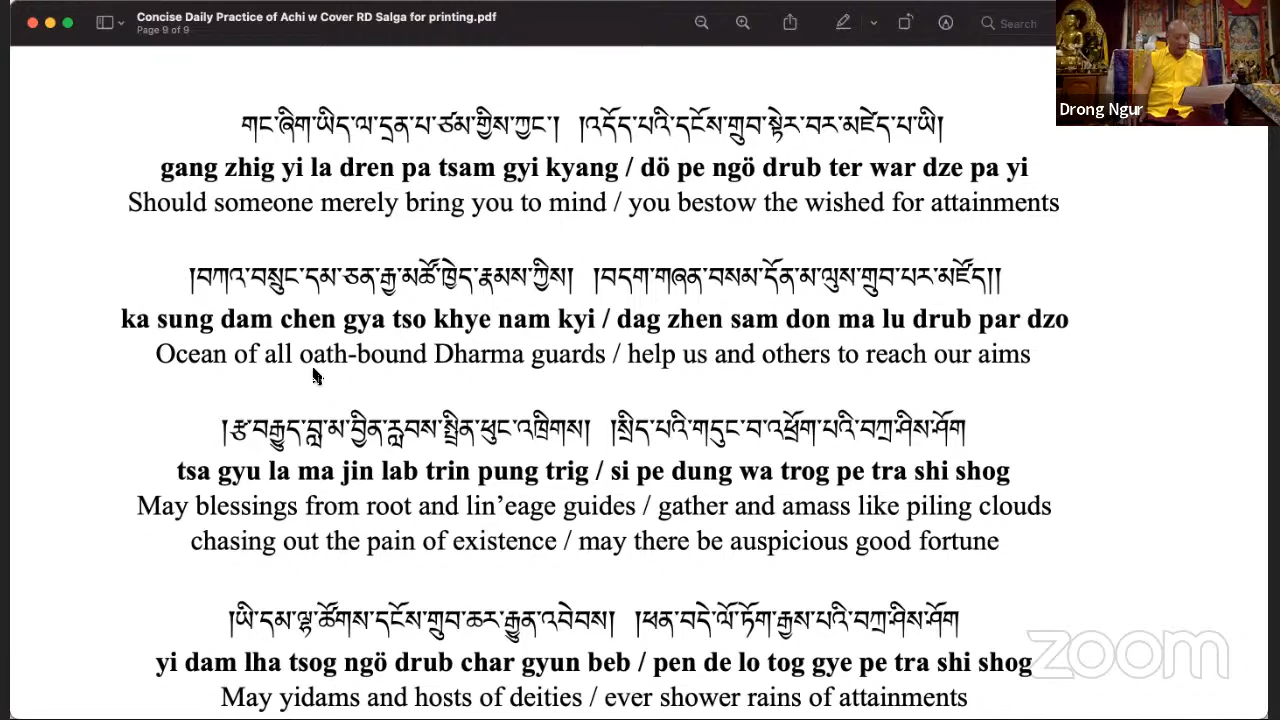 Concise Daily Practice of Achi w Cover RD Salga for printing.pdf
Page 9 of 9
Search
Drong Ngur
གང་ཞིག་ཡིད་ལ་དྲན་པ་ཙམ་གྱིས་ཀྱང་། །འདོད་པའི་དངོས་གྲུབ་སྟེར་བར་མཛེད་པ་ཡི།
gang zhig yi la dren pa tsam gyi kyang / dö pe ngö drub ter war dze pa yi
Should someone merely bring you to mind / you bestow the wished for attainments
།བཀའ་བསྲུང་དམ་ཅན་རྒྱ་མཚོ་ཁྱེད་རྣམས་ཀྱིས། །བདག་གཞན་བསམ་དོན་མ་ལུས་གྲུབ་པར་མཛོད།།
ka sung dam chen gya tso khye nam kyi / dag zhen sam don ma lu drub par dzo
Ocean of all oath-bound Dharma guards / help us and others to reach our aims
།རྩ་བརྒྱུད་བླ་མ་བྱིན་རླབས་སྤྲིན་ཕུང་འཁྲིགས། །སྲིད་པའི་གདུང་བ་འཕྲོག་པའི་བཀྲ་ཤིས་ཤོག
tsa gyu la ma jin lab trin pung trig / si pe dung wa trog pe tra shi shog
May blessings from root and lin’eage guides / gather and amass like piling clouds
chasing out the pain of existence / may there be auspicious good fortune
།ཡི་དམ་ལྷ་ཚོགས་དངོས་གྲུབ་ཆར་རྒྱུན་འབེབས། །ཕན་བདེ་ལོ་ཏོག་རྒྱས་པའི་བཀྲ་ཤིས་ཤོག
yi dam lha tsog ngö drub char gyun beb / pen de lo tog gye pe tra shi shog
May yidams and hosts of deities / ever shower rains of attainments
zoom